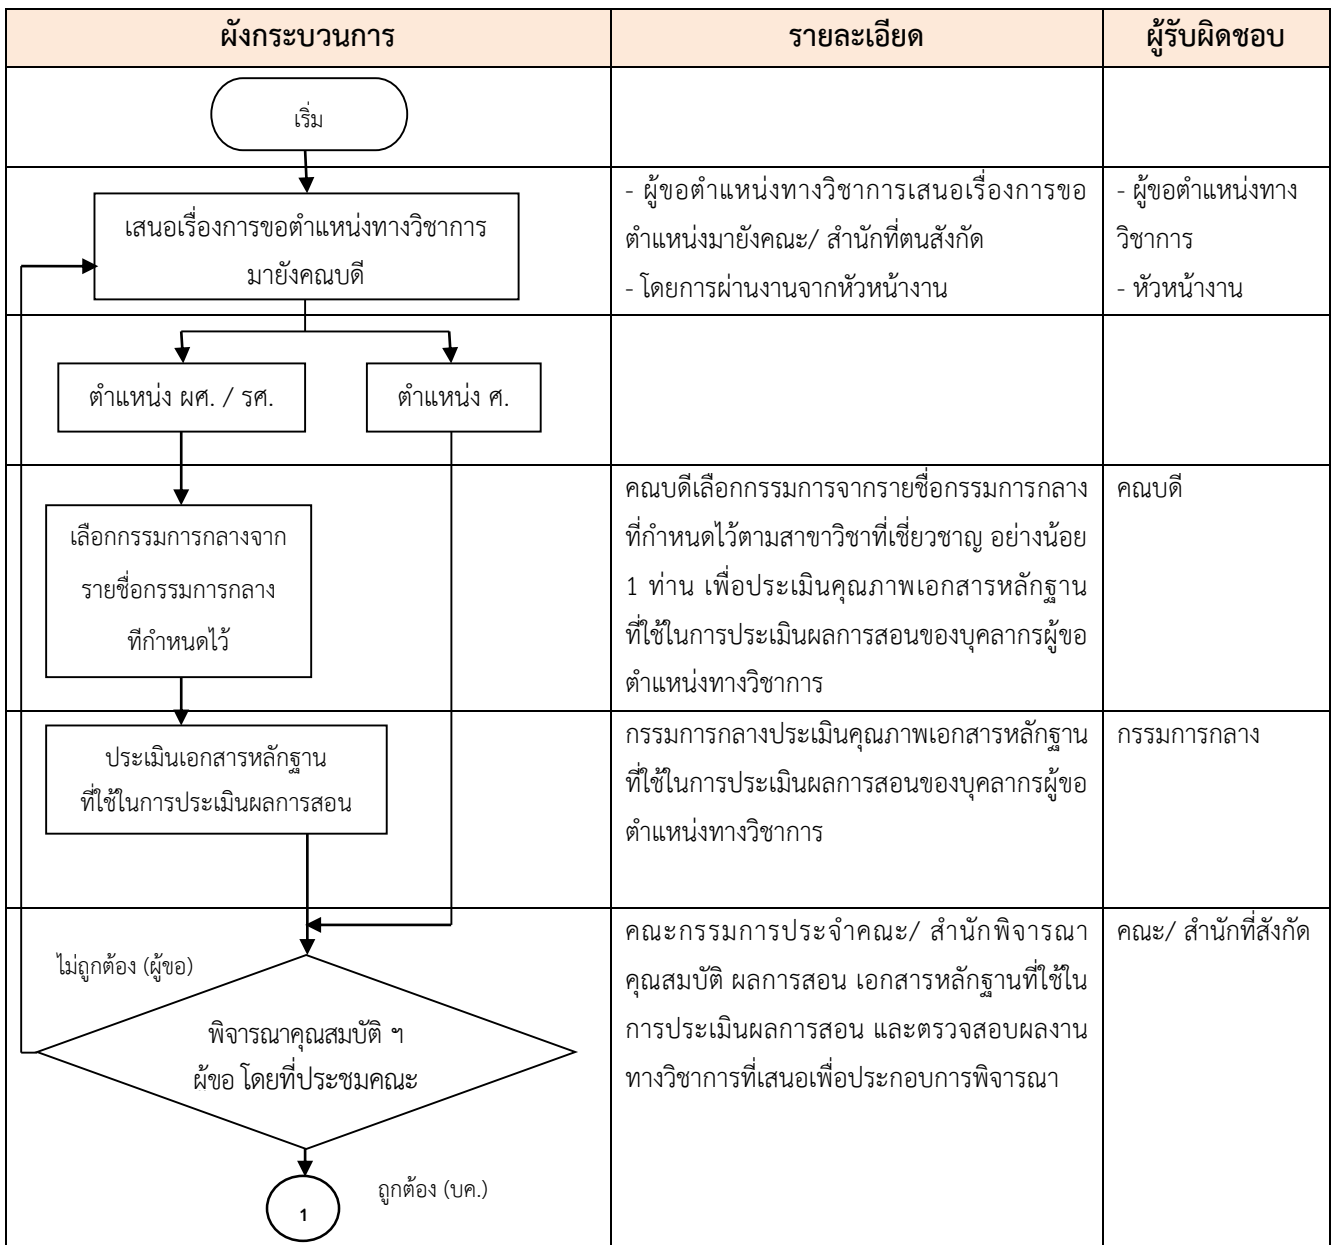 ผังกระบวนการ
รายละเอียด
ผู้รับผิดชอบ
เริ่ม
เสนอเรื่องการขอตำแหน่งทางวิชาการ
มายังคณบดี
- ผู้ขอตำแหน่งทางวิชาการเสนอเรื่องการขอ
ตำแหน่งมายังคณะ/ สำนักที่ตนสังกัด
- โดยการผ่านงานจากหัวหน้างาน
- ผู้ขอตำแหน่งทาง
วิชาการ
- หัวหน้างาน
ตำแหน่ง ผศ. / รศ.
ตำแหน่ง ศ.
เลือกกรรมการกลางจาก
รายชื่อกรรมการกลาง
ทีกำหนดไว้
คณบดีเลือกกรรมการจากรายชื่อกรรมการกลาง
ที่กำหนดไว้ตามสาขาวิชาที่เชี่ยวชาญ อย่างน้อย
1 ท่าน เพื่อประเมินคุณภาพเอกสารหลักฐาน
ที่ใช้ในการประเมินผลการสอนของบุคลากรผู้ขอ
ตำแหน่งทางวิชาการ
คณบดี
ประเมินเอกสารหลักฐาน
ที่ใช้ในการประเมินผลการสอน
กรรมการกลางประเมินคุณภาพเอกสารหลักฐาน
ที่ใช้ในการประเมินผลการสอนของบุคลากรผู้ขอ
ตำแหน่งทางวิชาการ
กรรมการกลาง
ไม่ถูกต้อง (ผู้ขอ)
พิจารณาคุณสมบัติ ฯ
ผ้ขอ โดยที่ประชมคณะ
ถูกต้อง (บค.)
1
คณะกรรมการประจำคณะ/ สำนักพิจารณา
คุณสมบัติ ผลการสอน เอกสารหลักฐานที่ใช้ใน
การประเมินผลการสอน และตรวจสอบผลงาน
ทางวิชาการที่เสนอเพื่อประกอบการพิจารณา
คณะ/ สำนักที่สังกัด